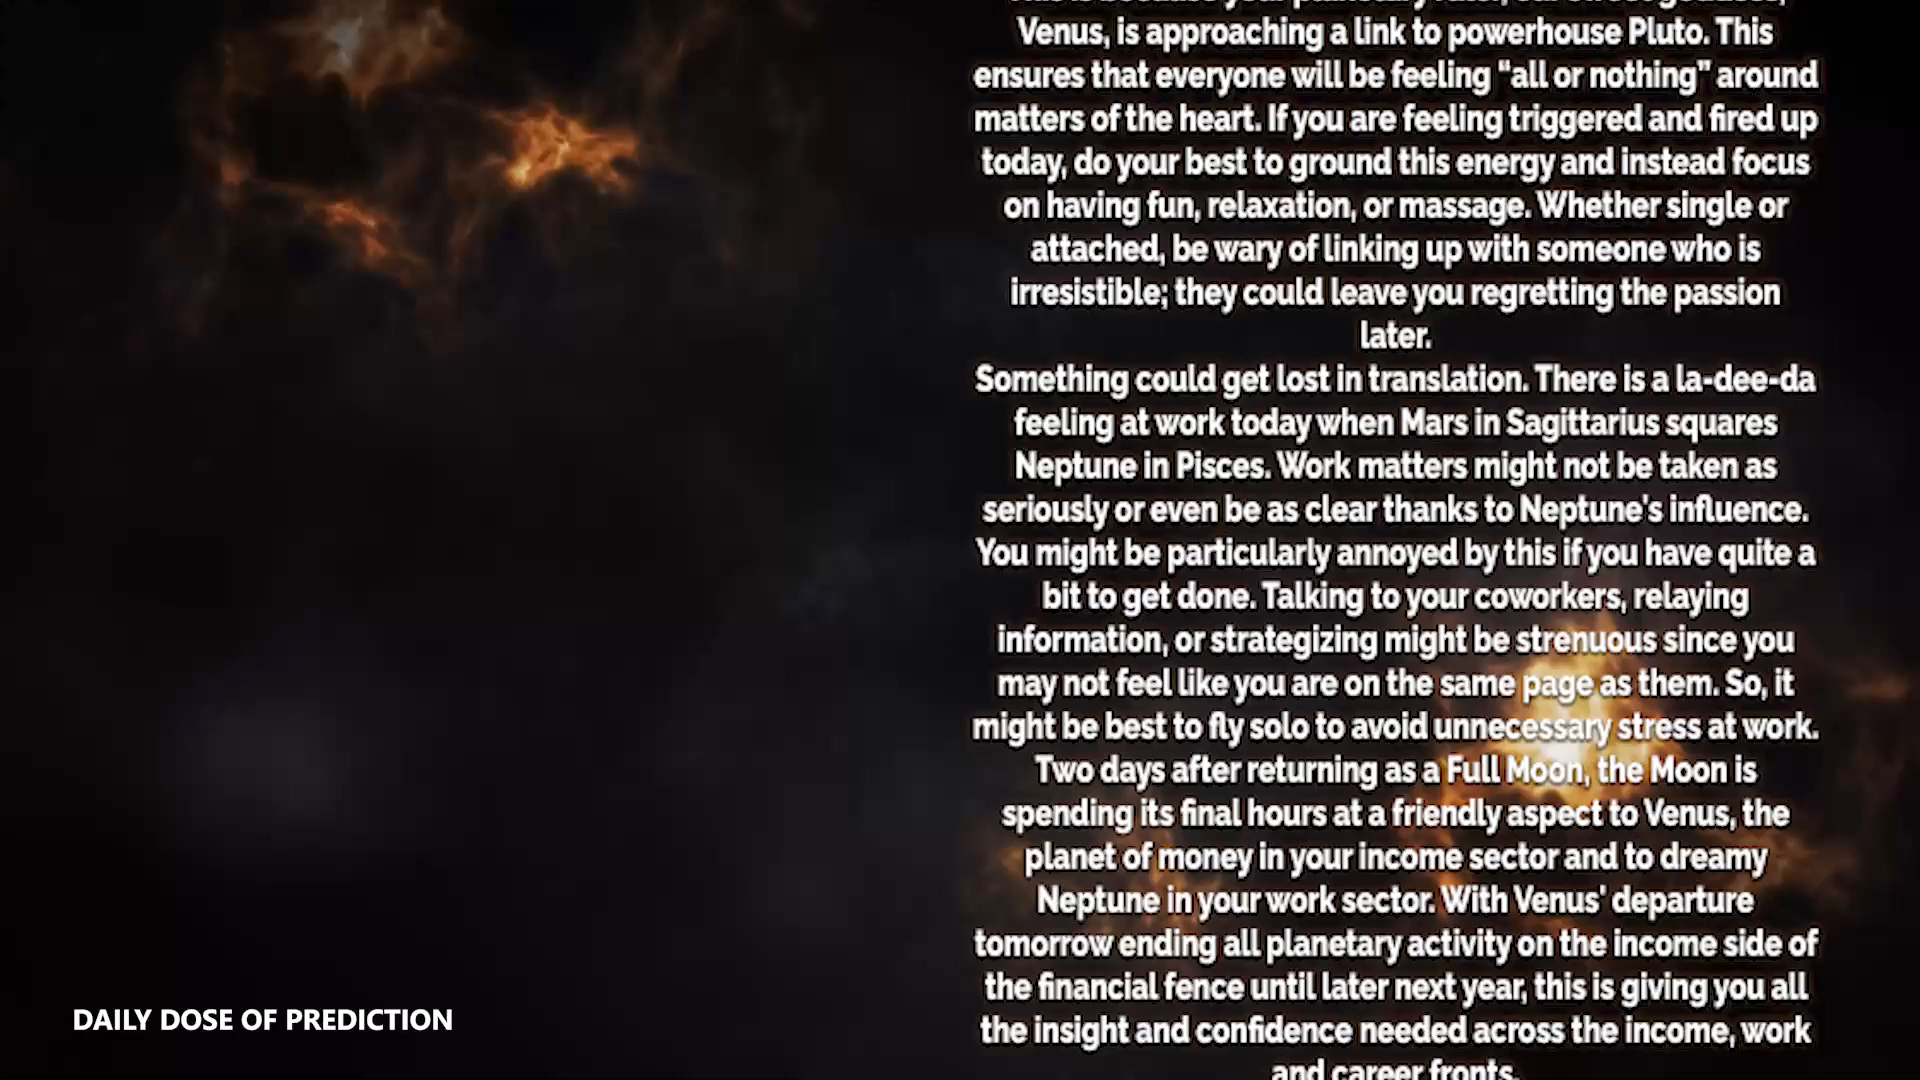 This is because your planetary ruler, our sweet goddess,
Venus, is approaching a link to powerhouse Pluto. This
ensures that everyone will be feeling “all or nothing” around
matters of the heart. If you are feeling triggered and fired up
today, do your best to ground this energy and instead focus
on having fun, relaxation, or massage. Whether single or
attached, be wary of linking up with someone who is
irresistible; they could leave you regretting the passion
later.
Something could get lost in translation. There is a la-dee-da
feeling at work today when Mars in Sagittarius squares
Neptune in Pisces. Work matters might not be taken as
seriously or even be as clear thanks to Neptune's influence.
You might be particularly annoyed by this if you have quite a
bit to get done. Talking to your coworkers, relaying
information, or strategizing might be strenuous since you
may not feel like you are on the same page as them. So, it
might be best to fly solo to avoid unnecessary stress at work.
Two days after returning as a Full Moon, the Moon is
spending its final hours at a friendly aspect to Venus, the
planet of money in your income sector and to dreamy
Neptune in your work sector. With Venus' departure
tomorrow ending all planetary activity on the income side of
the financial fence until later next year, this is giving you all
the insight and confidence needed across the income, work
and career fronts.
DAILY DOSE OF PREDICTION